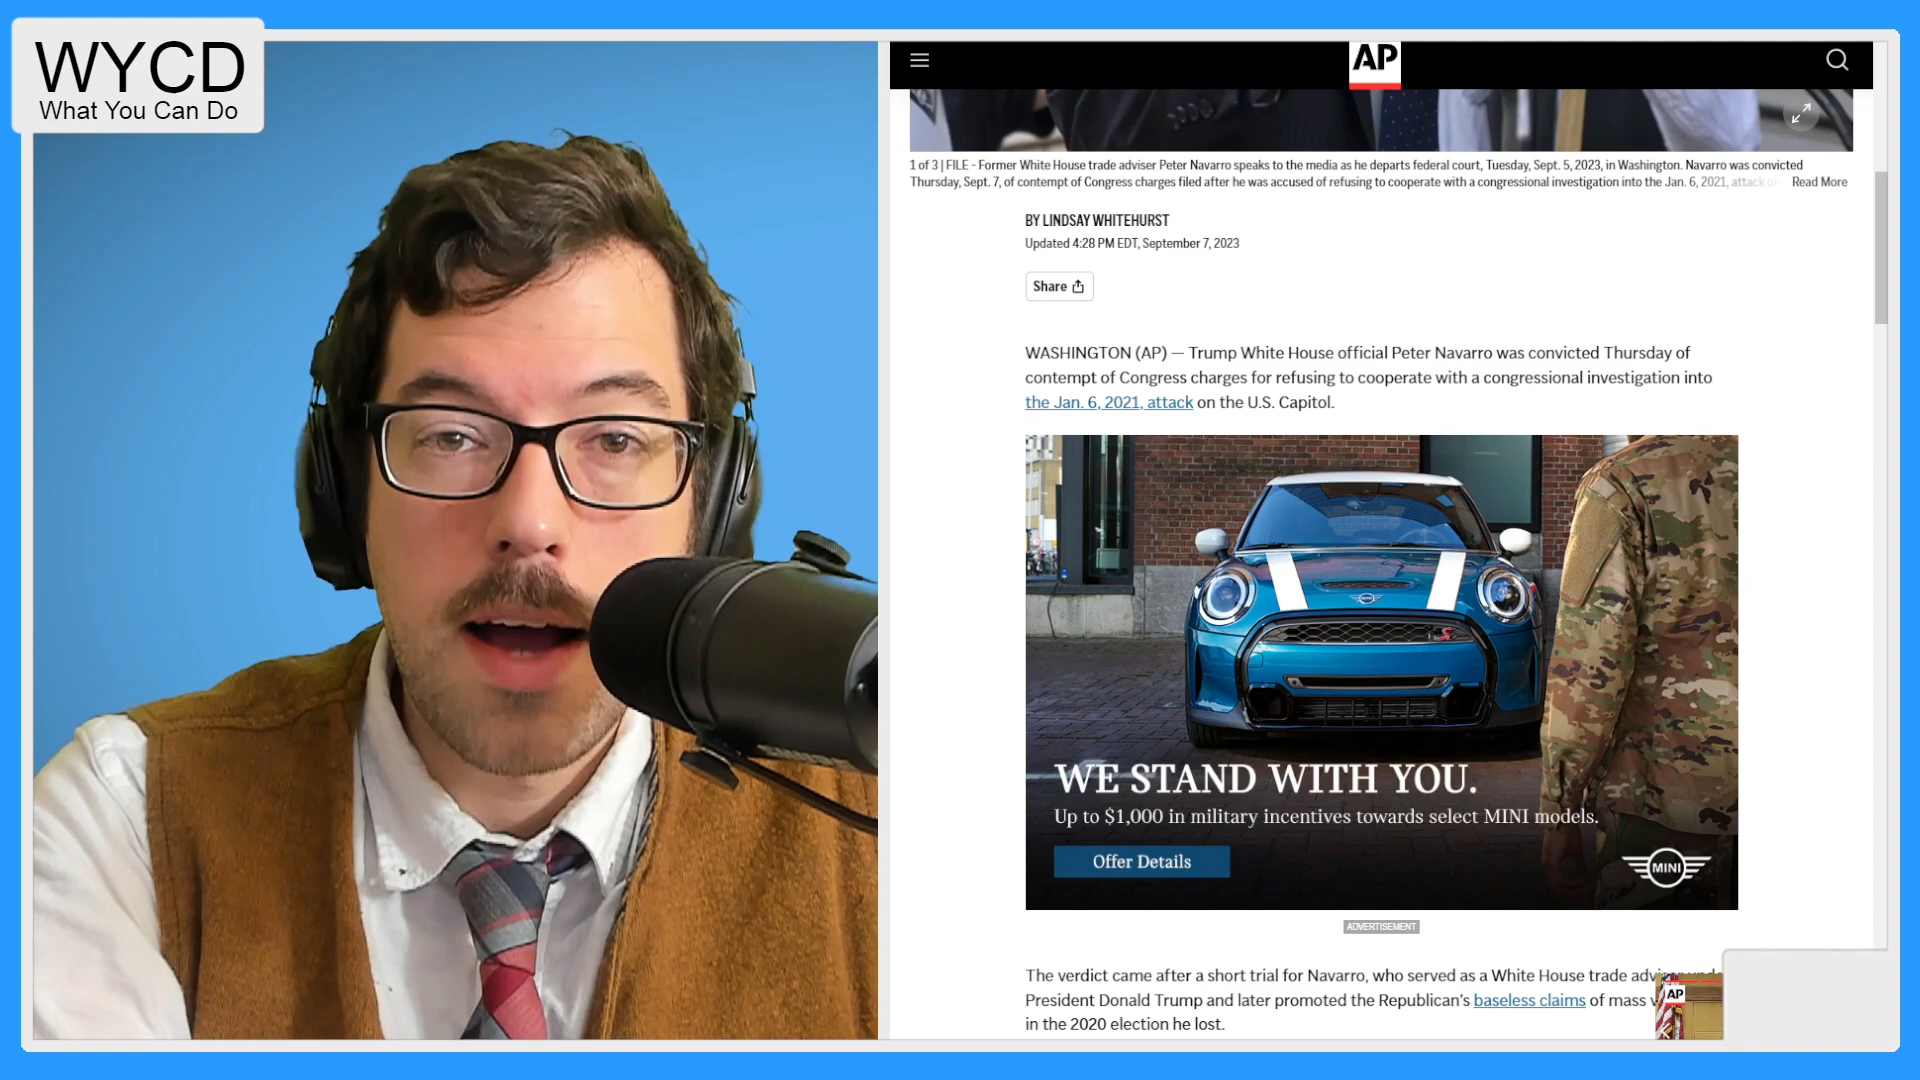 WYCD
What You Can Do
AP
1 of 3 | FILE - Former White House trade adviser Peter Navarro speaks to the media as he departs federal court, Tuesday, Sept. 5, 2023, in Washington. Navarro was convicted
Thursday, Sept. 7, of contempt of Congress charges filed after he was accused of refusing to cooperate with a congressional investigation into the Jan. 6, 2021, attack Read More
BY LINDSAY WHITEHURST
Updated 4:28 PM EDT, September 7, 2023
Share
WASHINGTON (AP) — Trump White House official Peter Navarro was convicted Thursday of
contempt of Congress charges for refusing to cooperate with a congressional investigation into
the Jan. 6, 2021, attack on the U.S. Capitol.
MINI
S
WE STAND WITH YOU.
Up to $1,000 in military incentives towards select MINI models.
Offer Details
MINI
ADVERTISEMENT
The verdict came after a short trial for Navarro, who served as a White House trade
President Donald Trump and later promoted the Republican's baseless claims of mass
AP
in the 2020 election he lost.